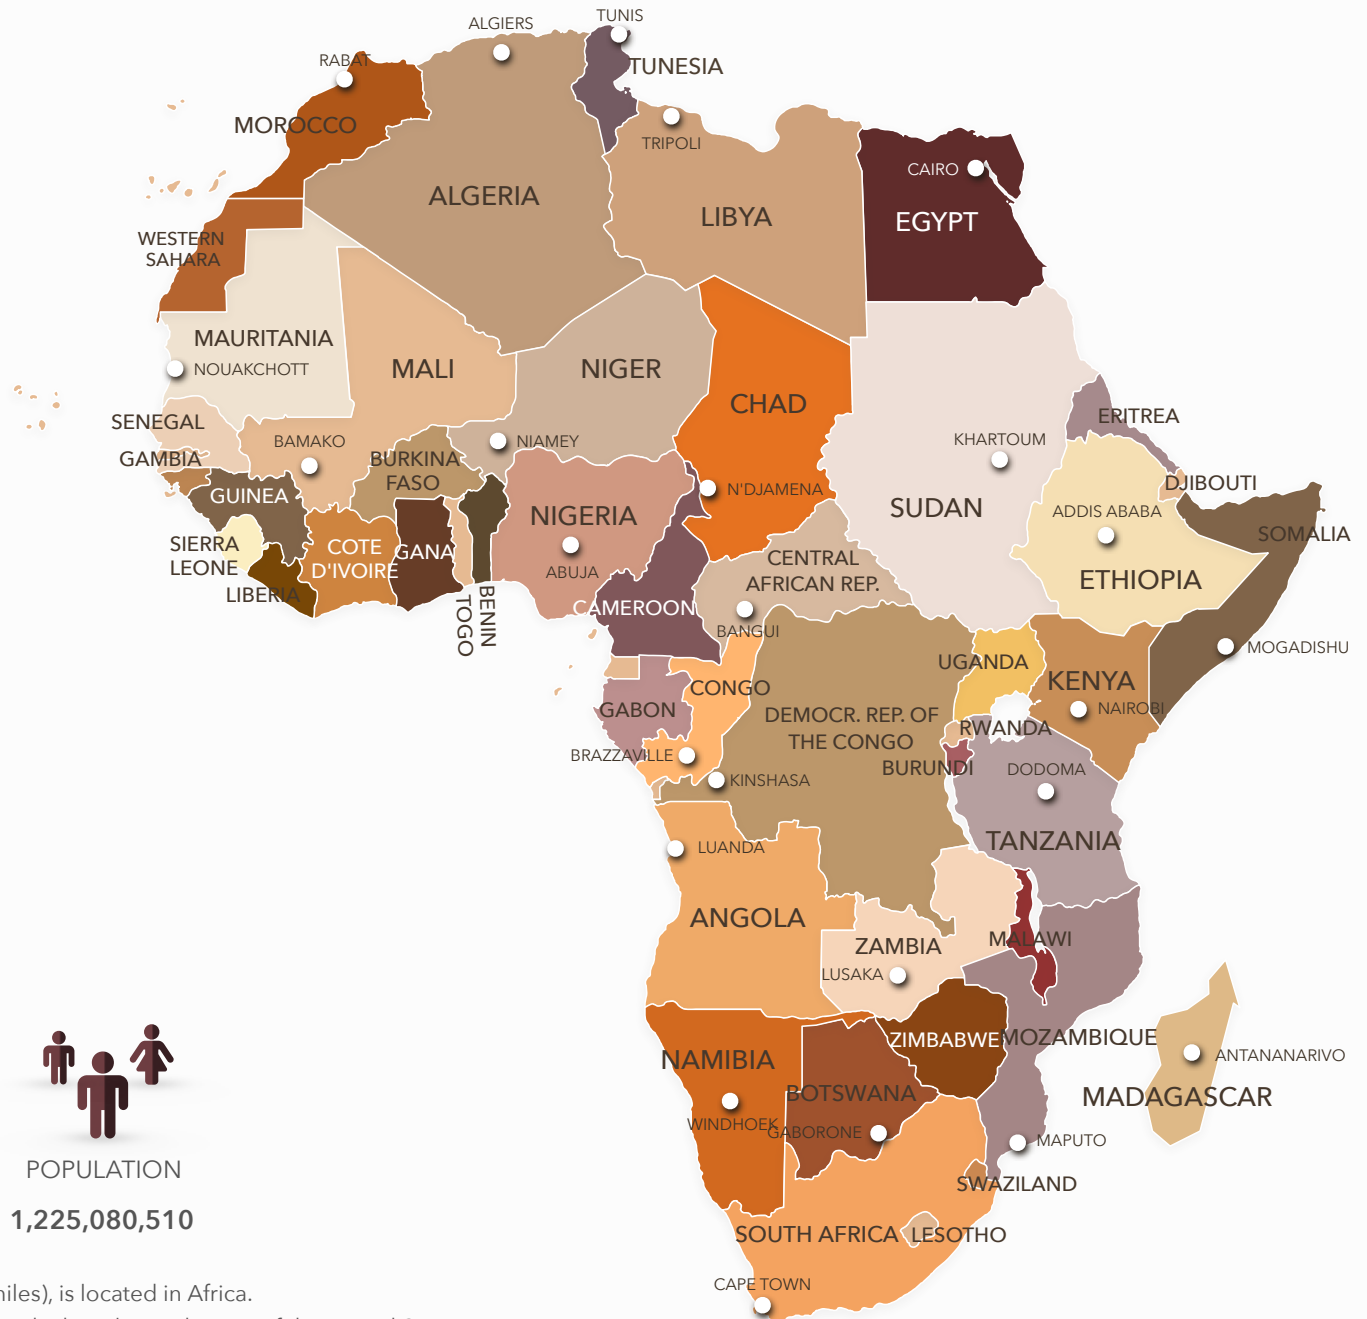 TUNIS
ALGIERS
RABAT
TUNESIA
MOROCCO
TRIPOLI
CAIRO
ALGERIA
LIBYA
EGYPT
WESTERN
SAHARA
MAURITANIA
NOUAKCHOTT
MALI
NIGER
CHAD
ERITREA
SENEGAL
BAMAKO
NIAMEY
KHARTOUM
GAMBIA
BURKINA
FASO
DJIBOUTI
GUINEA
N'DJAMENA
SUDAN
ADDIS ABABA
NIGERIA
SOMALIA
SIERRA
LEONE
COTE
D'IVOIRE
GANA
ABUJA
CENTRAL
AFRICAN REP.
ETHIOPIA
LIBERIA
TOGO
BENIN
CAMEROON
BANGUI
MOGADISHU
UGANDA
KENYA
CONGO
GABON
DEMOCR. REP. OF
THE CONGO
NAIROBI
RWANDA
BRAZZAVILLE
BURUNDI
DODOMA
KINSHASA
TANZANIA
LUANDA
ANGOLA
ZAMBIA
MALAWI
LUSAKA
ZIMBABWE
MOZAMBIQUE
NAMIBIA
ANTANANARIVO
BOTSWANA
MADAGASCAR
WINDHOEK
GABORONE
MAPUTO
SWAZILAND
SOUTH AFRICA
LESOTHO
CAPE TOWN
POPULATION
1,225,080,510
niles), is located in Africa.